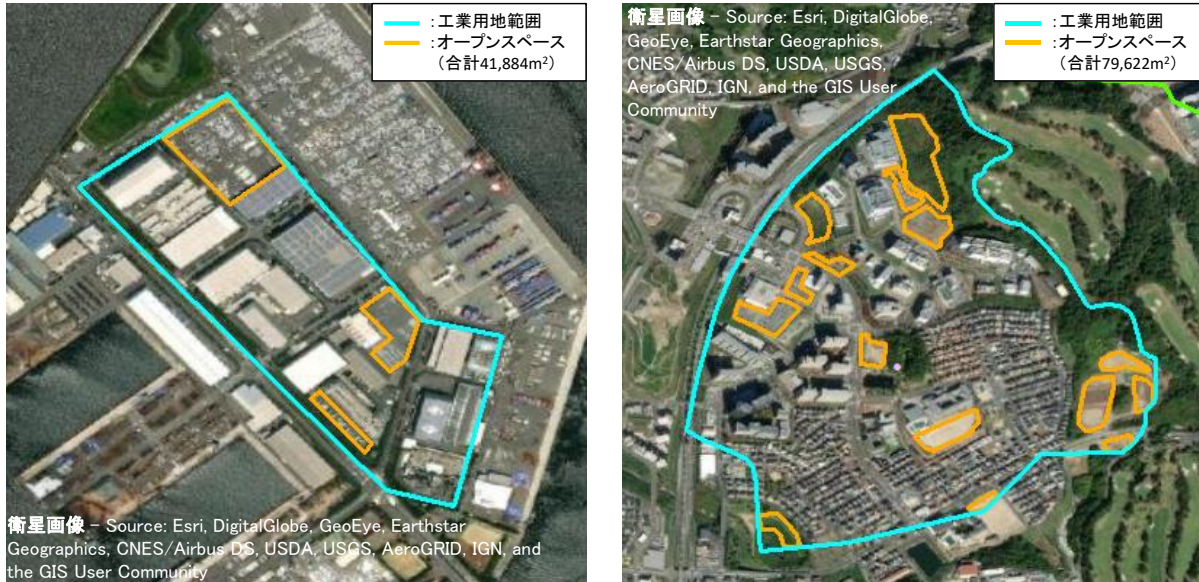 :工業用地範囲
:オープンスペース
（合計41,884m²）
衛星画像 – Source: Esri, DigitalGlobe, GeoEye, Earthstar
Geographics, CNES/Airbus DS, USDA, USGS, AeroGRID, IGN, and
the GIS User Community
衛星画像 – Source: Esri, DigitalGlobe,
GeoEye, Earthstar Geographics,
CNES/Airbus DS, USDA, USGS,
AeroGRID, IGN, and the GIS User
Community
:工業用地範囲
:オープンスペース
（合計79,622m²）